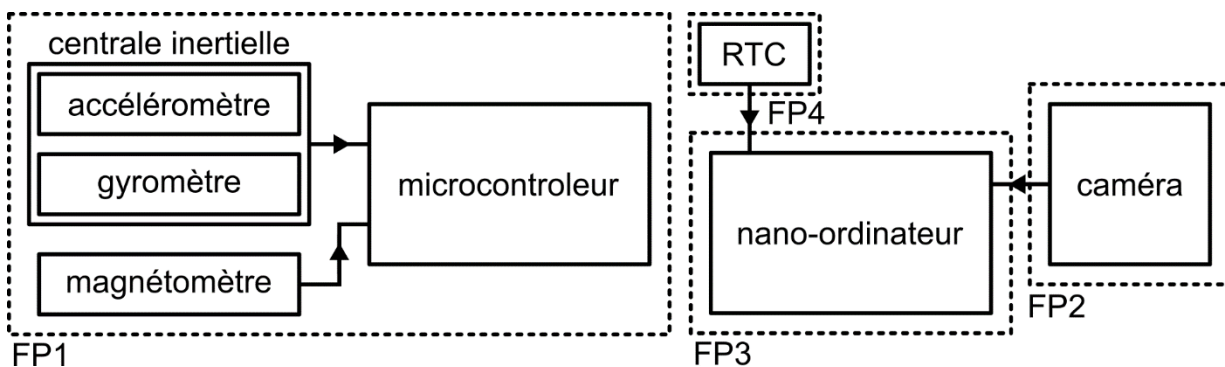 centrale inertielle
accéléromètre
gyromètre
magnétomètre
microcontroleur
FP1
RTC
FP4
nano-ordinateur
FP3
caméra
FP2